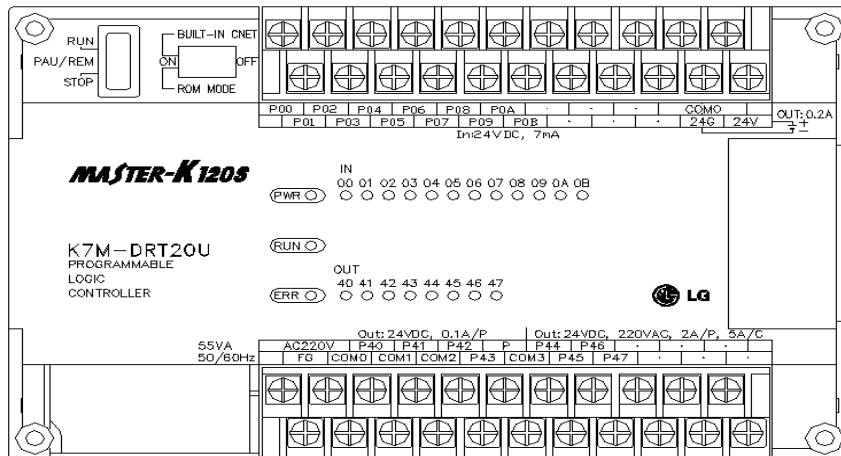 RUN
PAU/REM
STOP
BUILT-IN CNET
ON
OFF
ROM MODE
P00 P02 P04 P06 P08 P0A · · · COM0
P01 P03 P05 P07 P09 P0B · · · 24G 24V
OUT:0.2A
+
−
In:24VDC, 7mA
MASTER-K120S
IN
00 01 02 03 04 05 06 07 08 09 0A 0B
PWR
K7M-DRT20U
PROGRAMMABLE
LOGIC
CONTROLLER
RUN
OUT
40 41 42 43 44 45 46 47
ERR
LG
Out:24VDC, 0.1A/P Out:24VDC, 220VAC, 2A/P, 5A/C
55VA
50/60Hz
AC220V P40 P41 P42 P P44 P46 · · ·
FG COM0 COM1 COM2 P43 COM3 P45 P47 · · ·